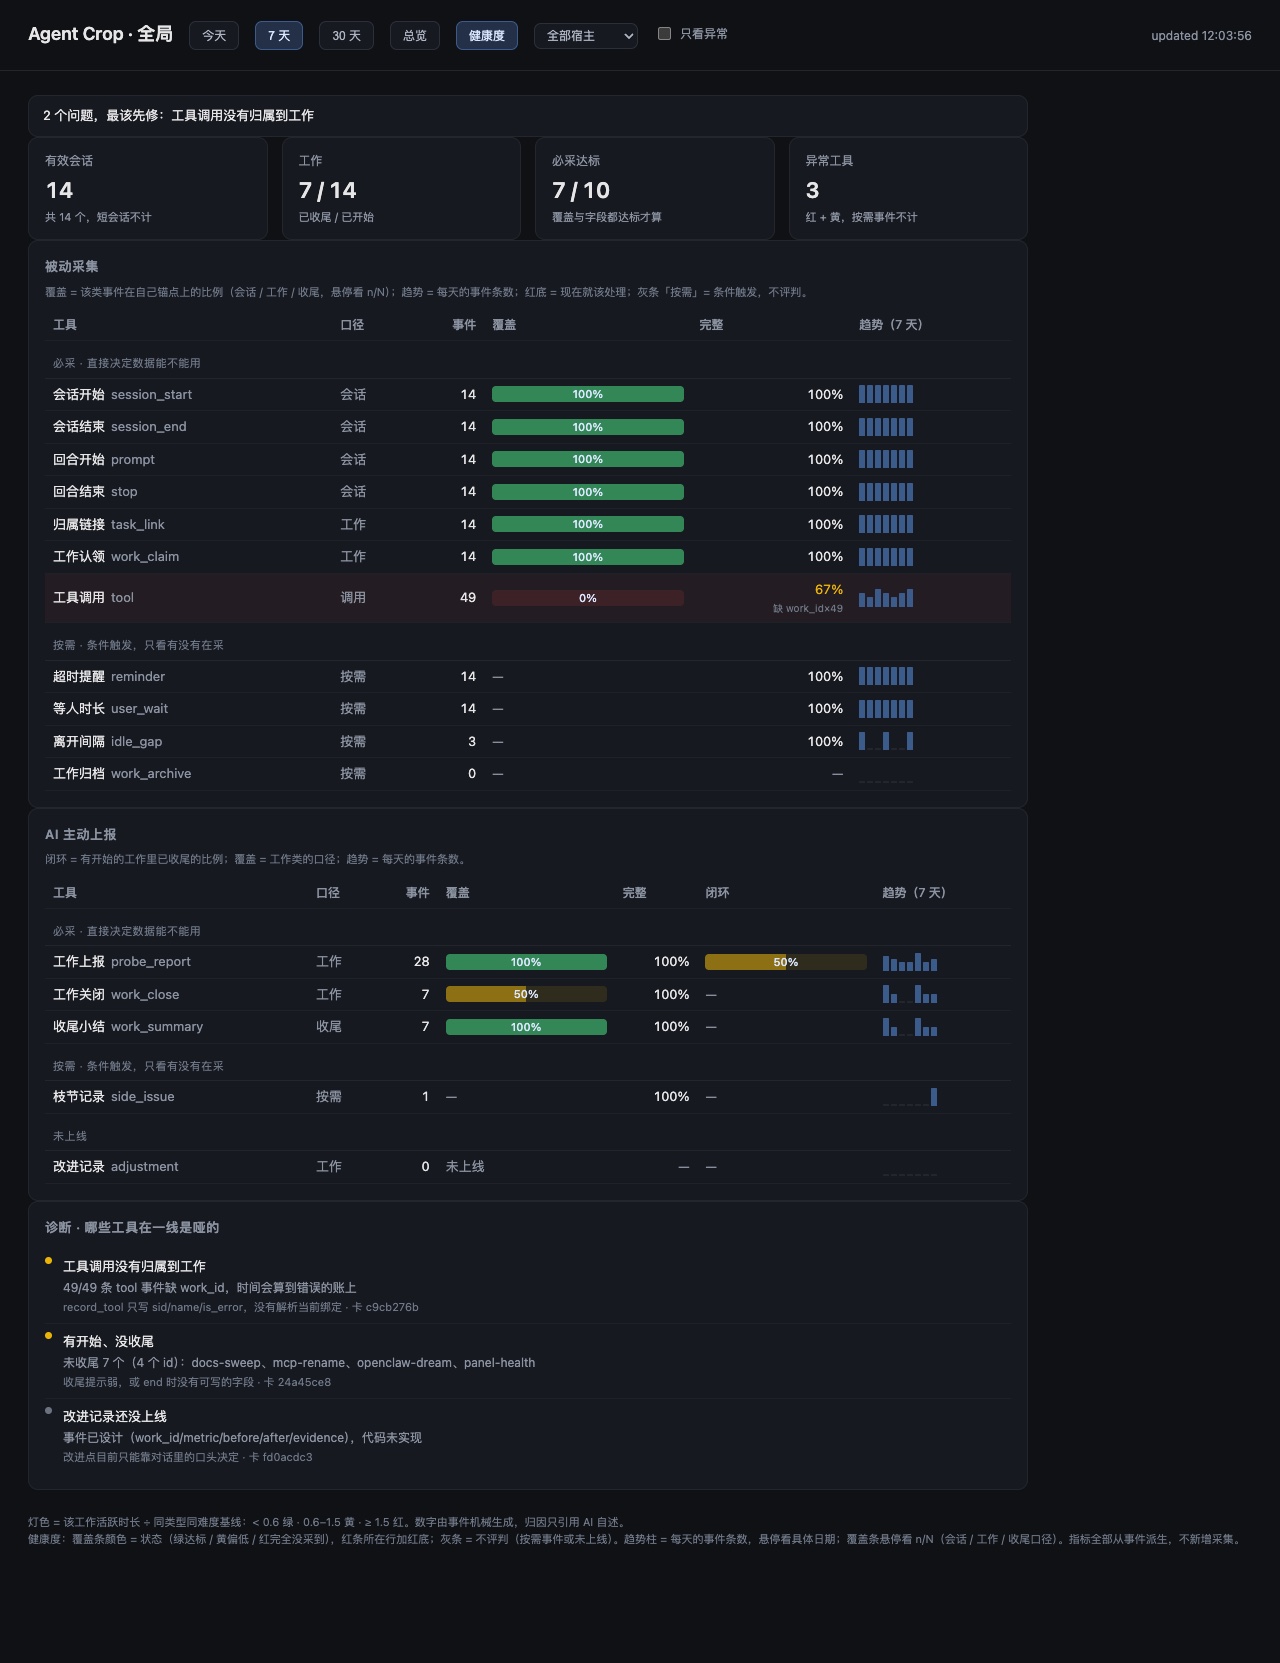 Agent Crop · 全局 今天 7 天 30 天 总览 健康度 全部宿主 只看异常 updated 12:03:56
2 个问题，最该先修：工具调用没有归属到工作
有效会话
14
共 14 个，短会话不计
工作
7 / 14
已收尾 / 已开始
必采达标
7 / 10
覆盖与字段都达标才算
异常工具
3
红 + 黄，按需事件不计
被动采集
覆盖 = 该类事件在自己锚点上的比例（会话 / 工作 / 收尾，悬停看 n/N）；趋势 = 每天的事件条数；红底 = 现在就该处理；灰条「按需」= 条件触发，不评判。
工具 口径 事件 覆盖 完整 趋势（7 天）
必采 · 直接决定数据能不能用
会话开始 session_start 会话 14 100% 100%
会话结束 session_end 会话 14 100% 100%
回合开始 prompt 会话 14 100% 100%
回合结束 stop 会话 14 100% 100%
归属链接 task_link 工作 14 100% 100%
工作认领 work_claim 工作 14 100% 100%
工具调用 tool 调用 49 0% 67%
缺 work_id×49
按需 · 条件触发，只看有没有在采
超时提醒 reminder 按需 14 — 100%
等人时长 user_wait 按需 14 — 100%
离开间隔 idle_gap 按需 3 — 100%
工作归档 work_archive 按需 0 — —
AI 主动上报
闭环 = 有开始的工作里已收尾的比例；覆盖 = 工作类的口径；趋势 = 每天的事件条数。
工具 口径 事件 覆盖 完整 闭环 趋势（7 天）
必采 · 直接决定数据能不能用
工作上报 probe_report 工作 28 100% 100% 50%
工作关闭 work_close 工作 7 50% 100% —
收尾小结 work_summary 收尾 7 100% 100% —
按需 · 条件触发，只看有没有在采
枝节记录 side_issue 按需 1 — 100% —
未上线
改进记录 adjustment 工作 0 未上线 — —
诊断 · 哪些工具在一线是哑的
工具调用没有归属到工作
49/49 条 tool 事件缺 work_id，时间会算到错误的账上
record_tool 只写 sid/name/is_error，没有解析当前绑定 · 卡 c9cb276b
有开始、没收尾
未收尾 7 个（4 个 id）：docs-sweep、mcp-rename、openclaw-dream、panel-health
收尾提示弱，或 end 时没有可写的字段 · 卡 24a45ce8
改进记录还没上线
事件已设计（work_id/metric/before/after/evidence），代码未实现
改进点目前只能靠对话里的口头决定 · 卡 fd0acdc3
灯色 = 该工作活跃时长 ÷ 同类型同难度基线：< 0.6 绿 · 0.6–1.5 黄 · ≥ 1.5 红。数字由事件机械生成，归因只引用 AI 自述。
健康度：覆盖条颜色 = 状态（绿达标 / 黄偏低 / 红完全没采到），红条所在行加红底；灰条 = 不评判（按需事件或未上线）。趋势柱 = 每天的事件条数，悬停看具体日期；覆盖条悬停看 n/N（会话 / 工作 / 收尾口径）。指标全部从事件派生，不新增采集。